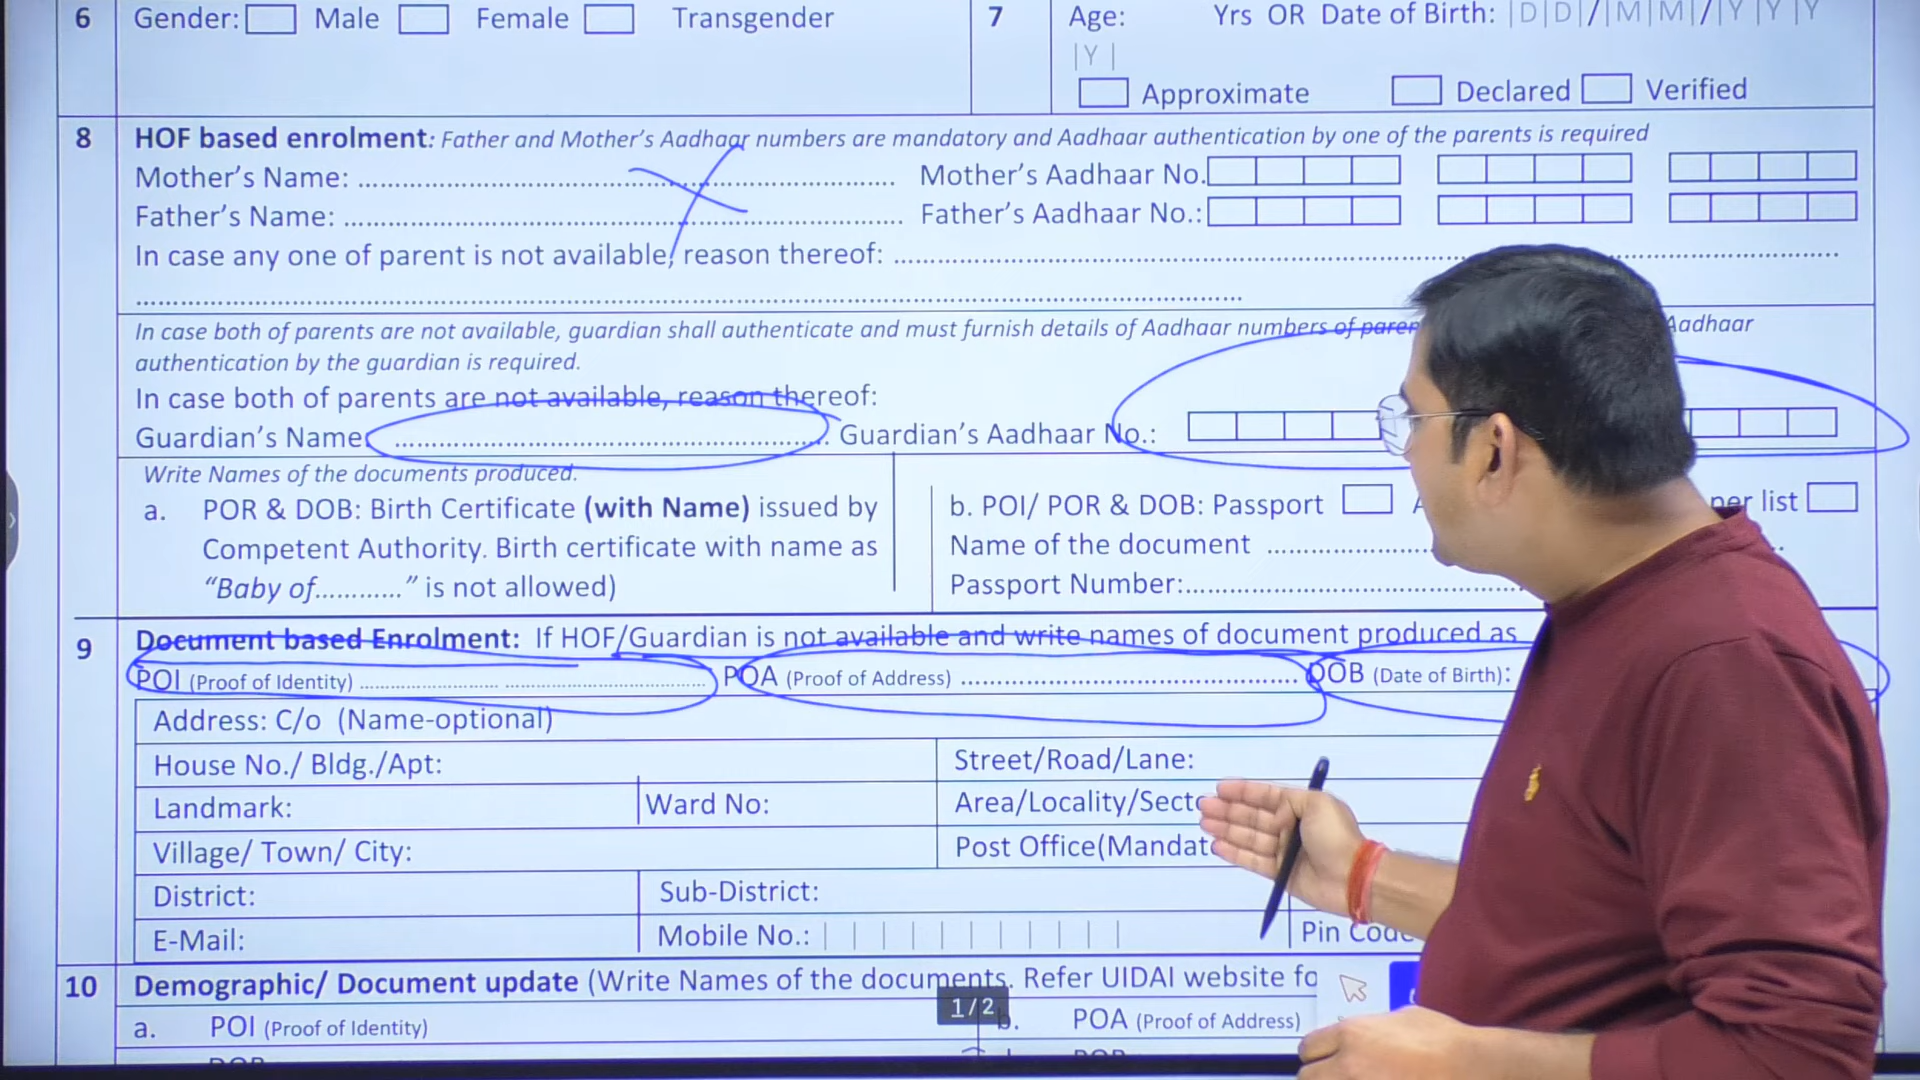 6 Gender: Male Female Transgender
7 Age: Yrs OR Date of Birth: |D|D|/|M|M|/|Y|Y|Y
|Y|
Approximate Declared Verified
8 HOF based enrolment: Father and Mother's Aadhaar numbers are mandatory and Aadhaar authentication by one of the parents is required
Mother's Name: Mother's Aadhaar No.
Father's Name: Father's Aadhaar No.:
In case any one of parent is not available, reason thereof:
In case both of parents are not available, guardian shall authenticate and must furnish details of Aadhaar numbers of Aadhaar
authentication by the guardian is required.
In case both of parents are not available, reason thereof:
Guardian's Name Guardian's Aadhaar No.:
Write Names of the documents produced.
a. POR & DOB: Birth Certificate (with Name) issued by
Competent Authority. Birth certificate with name as
"Baby of............" is not allowed)
b. POI/ POR & DOB: Passport per list
Name of the document
Passport Number:
9 Document based Enrolment: If HOF/Guardian is not available and write names of document produced as
POI (Proof of Identity) POA (Proof of Address) DOB (Date of Birth):
Address: C/o (Name-optional)
House No./ Bldg./Apt: Street/Road/Lane:
Landmark: Ward No: Area/Locality/Sect
Village/ Town/ City: Post Office(Mandat
District: Sub-District:
E-Mail: Mobile No.: Pin Code
10 Demographic/ Document update (Write Names of the documents. Refer UIDAI website fo
1/2
a. POI (Proof of Identity) b. POA (Proof of Address)